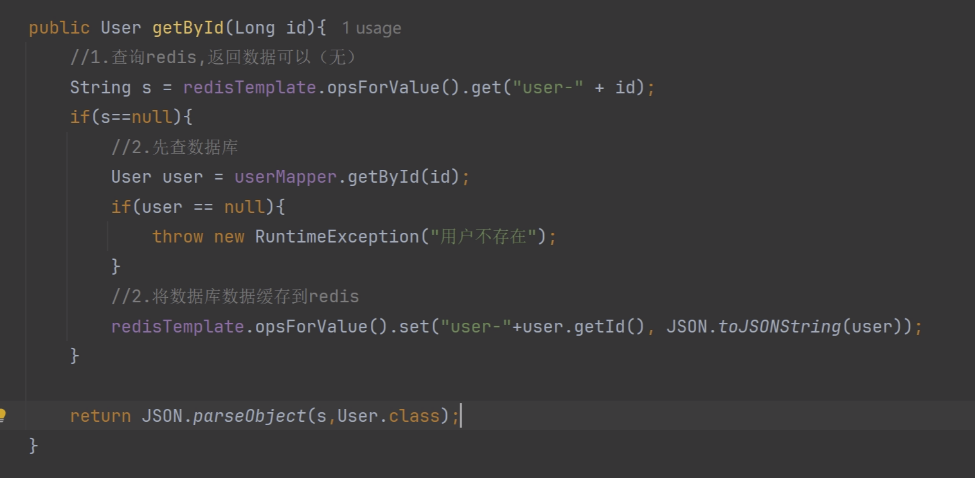 public User getById(Long id){ 1 usage
//1.查询redis,返回数据可以（无）
String s = redisTemplate.opsForValue().get("user-" + id);
if(s==null){
//2.先查数据库
User user = userMapper.getById(id);
if(user == null){
throw new RuntimeException("用户不存在");
}
//2.将数据库数据缓存到redis
redisTemplate.opsForValue().set("user-"+user.getId(), JSON.toJSONString(user));
}
return JSON.parseObject(s,User.class);
}